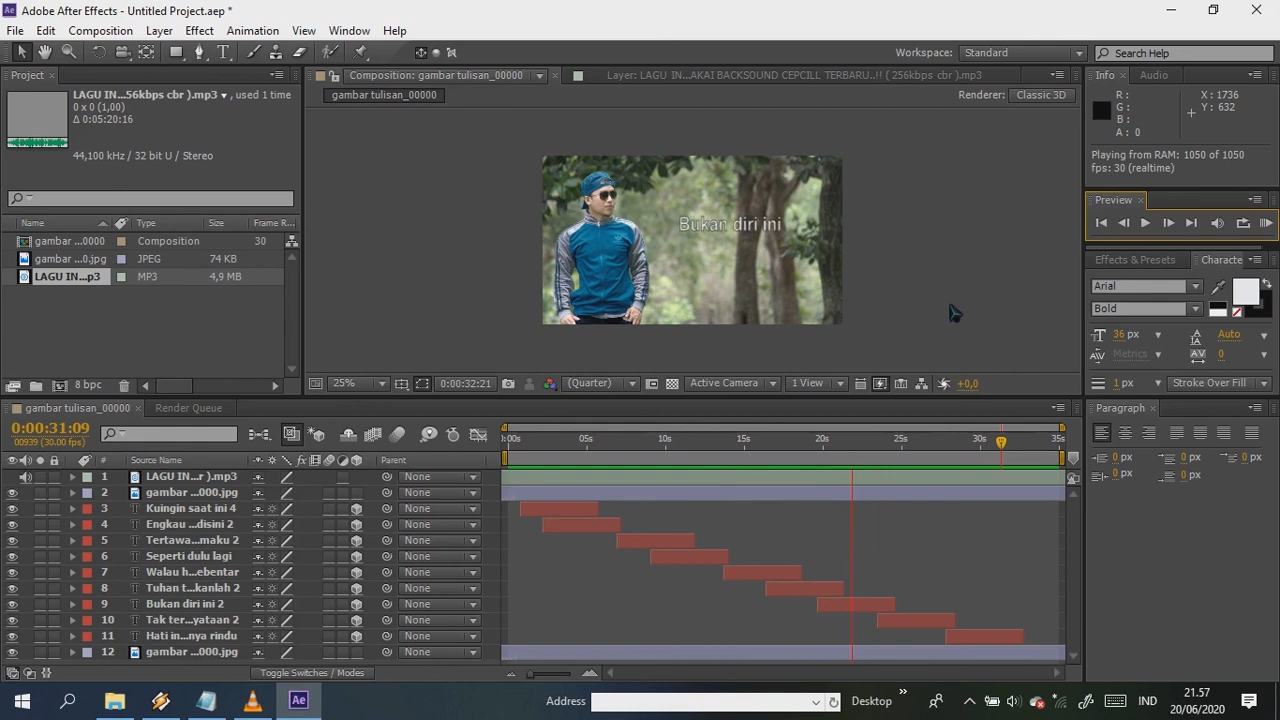 Adobe After Effects - Untitled Project.aep *
File Edit Composition Layer Effect Animation View Window Help
Workspace: Standard Search Help
Project
Composition: gambar tulisan_00000
Layer: LAGU IN...AKAI BACKSOUND CEPCILL TERBARU..!! ( 256kbps cbr ).mp3
Info Audio
LAGU IN...56kbps cbr ).mp3 , used 1 time
0 x 0 (1,00)
Δ 0:05:20:16
44,100 kHz / 32 bit U / Stereo
gambar tulisan_00000
Renderer: Classic 3D
R : X : 1736
G : Y : 632
B :
A : 0
Playing from RAM: 1050 of 1050
fps: 30 (realtime)
Preview
Name Type Size Frame R...
gambar ...0000 Composition 30
gambar ...0.jpg JPEG 74 KB
LAGU IN...p3 MP3 4,9 MB
Bukan diri ini
Effects & Presets Characte
Arial
Bold
36 px Auto
Metrics 0
1 px Stroke Over Fill
8 bpc
25% 0:00:32:21 (Quarter) Active Camera 1 View +0,0
gambar tulisan_00000 Render Queue
Paragraph
0:00:31:09
00939 (30.00 fps)
:00s 05s 10s 15s 20s 25s 30s 35s
# Source Name Parent
0 px 0 px 0 px
0 px 0 px
1 LAGU IN...r ).mp3 None
2 gambar ...000.jpg None
3 Kuingin saat ini 4 None
4 Engkau ...disini 2 None
5 Tertawa...maku 2 None
6 Seperti dulu lagi None
7 Walau h...ebentar None
8 Tuhan t...kanlah 2 None
9 Bukan diri ini 2 None
10 Tak ter...yataan 2 None
11 Hati in...nya rindu None
12 gambar ...000.jpg None
Toggle Switches / Modes
Address Desktop IND
21.57
20/06/2020